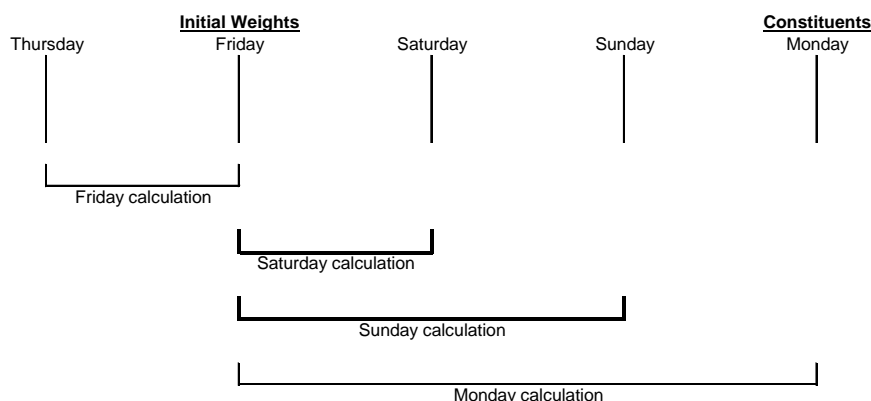 Initial Weights Constituents
Thursday Friday Saturday Sunday Monday
Friday calculation
Saturday calculation
Sunday calculation
Monday calculation